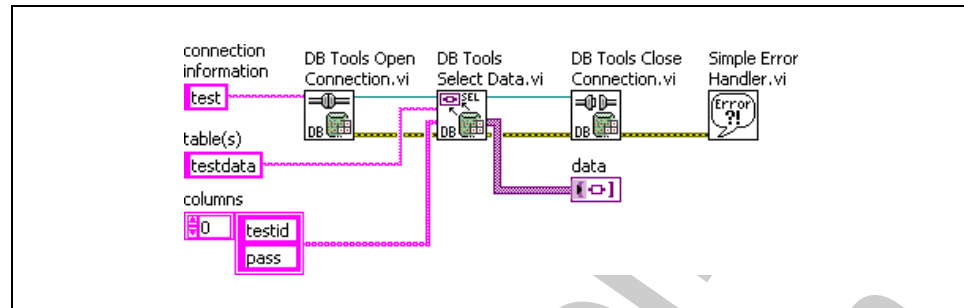 connection
information
DB Tools Open
Connection.vi
DB Tools
Select Data.vi
DB Tools Close
Connection.vi
Simple Error
Handler.vi
test
DB
SEL
DB
DB
Error
?!
table(s)
testdata
data
columns
0
testid
pass